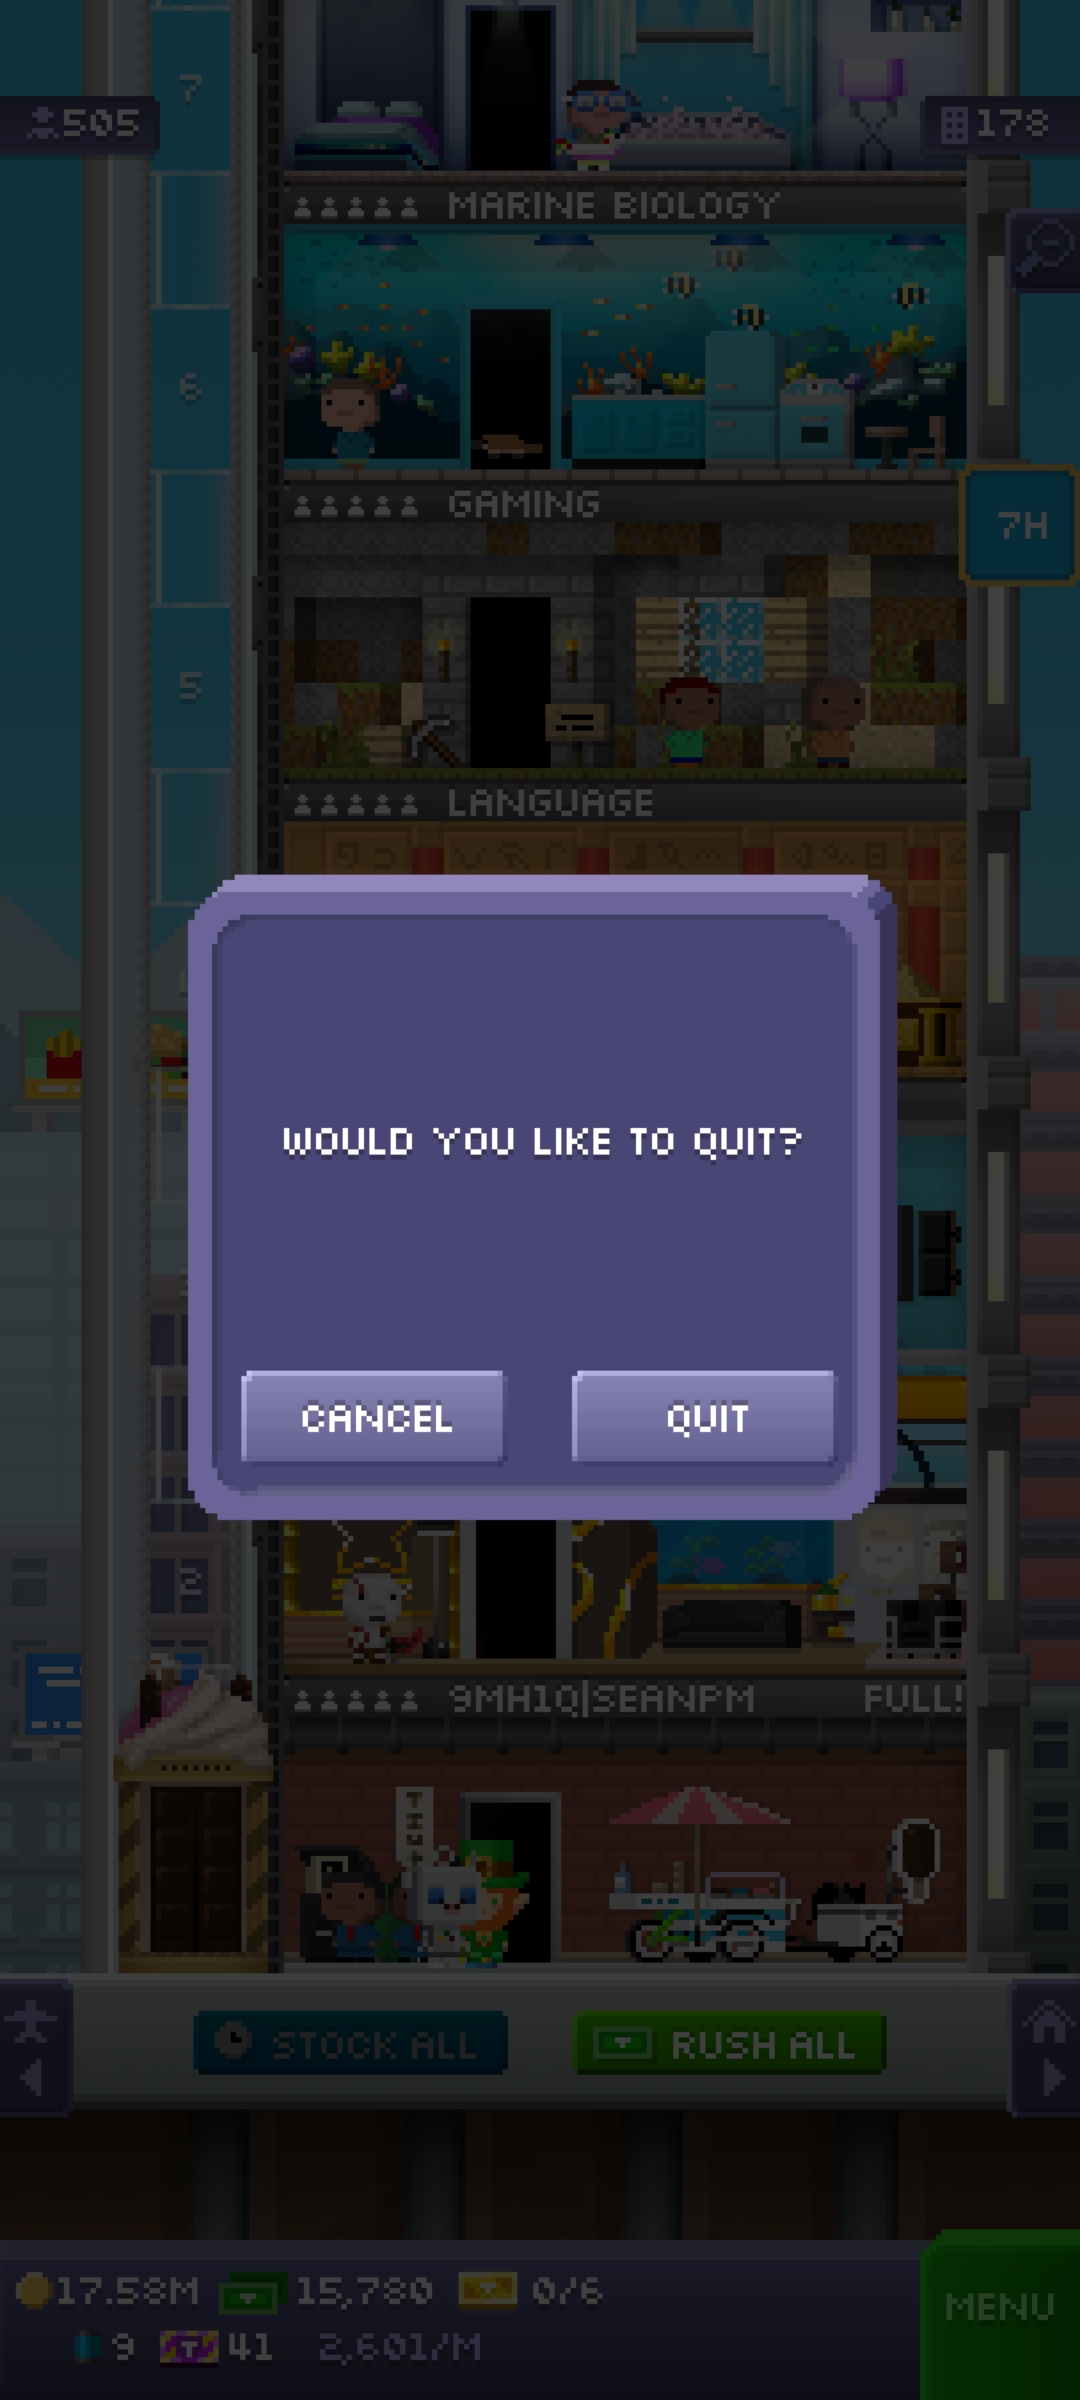 7
505
178
MARINE BIOLOGY
6
GAMING
7H
5
LANGUAGE
WOULD YOU LIKE TO QUIT?
CANCEL
QUIT
2
9MH1Q|SEANPM FULL!
STOCK ALL
RUSH ALL
17.58M 15,780 0/6
MENU
9 41 2,601/M